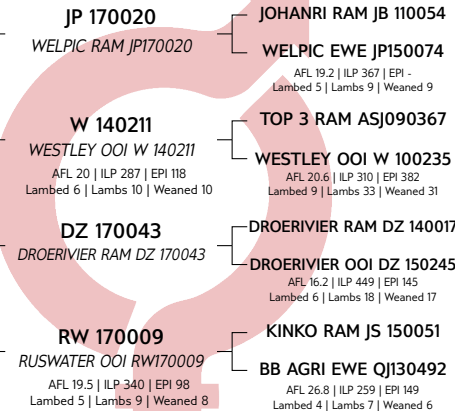 JP 170020
WELPIC RAM JP170020
JOHANRI RAM JB 110054
WELPIC EWE JP150074
AFL 19.2 | ILP 367 | EPI -
Lambed 5 | Lambs 9 | Weaned 9
W 140211
WESTLEY OOI W 140211
AFL 20 | ILP 287 | EPI 118
Lambed 6 | Lambs 10 | Weaned 10
TOP 3 RAM ASJ090367
WESTLEY OOI W 100235
AFL 20.6 | ILP 310 | EPI 382
Lambed 9 | Lambs 33 | Weaned 31
DZ 170043
DROERIVIER RAM DZ 170043
DROERIVIER RAM DZ 140017
DROERIVIER OOI DZ 150245
AFL 16.2 | ILP 449 | EPI 145
Lambed 6 | Lambs 18 | Weaned 17
RW 170009
RUSWATER OOI RW170009
AFL 19.5 | ILP 340 | EPI 98
Lambed 5 | Lambs 9 | Weaned 8
KINKO RAM JS 150051
BB AGRI EWE QJ130492
AFL 26.8 | ILP 259 | EPI 149
Lambed 4 | Lambs 7 | Weaned 6